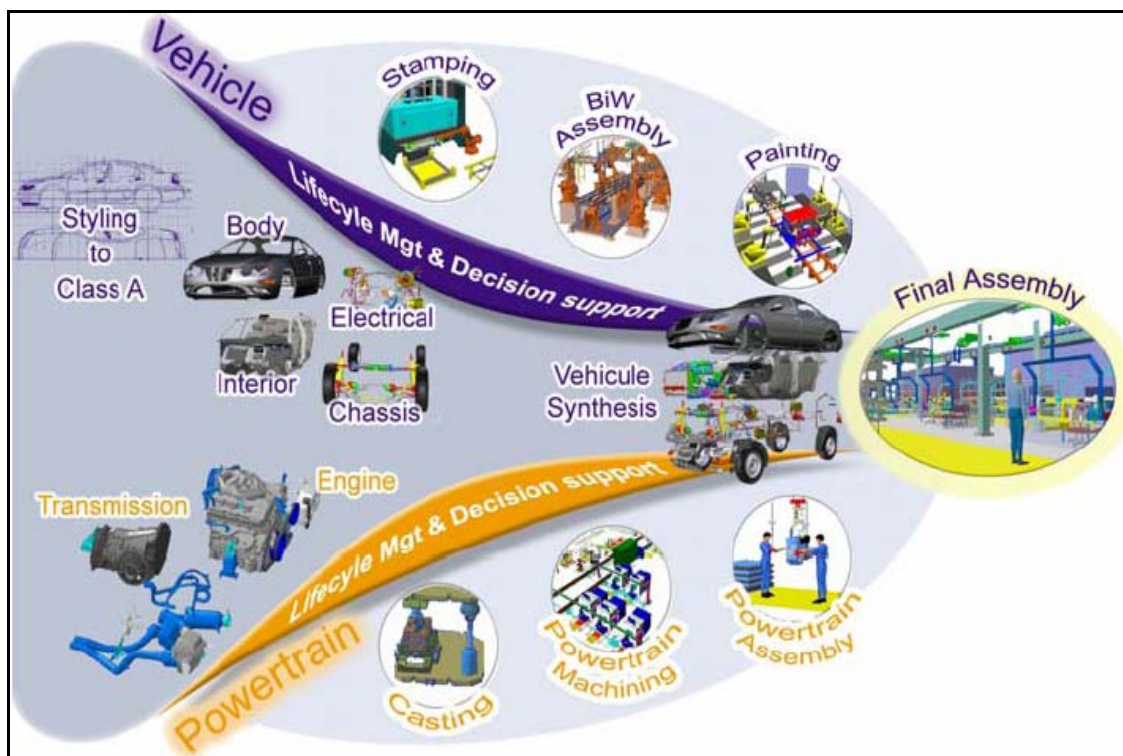 Vehicle
Stamping
BiW
Assembly
Painting
Lifecyle Mgt & Decision support
Styling
to
Class A
Body
Electrical
Interior
Chassis
Vehicule
Synthesis
Final Assembly
Transmission
Engine
Lifecyle Mgt & Decision support
Powertrain
Casting
Powertrain
Machining
Powertrain
Assembly